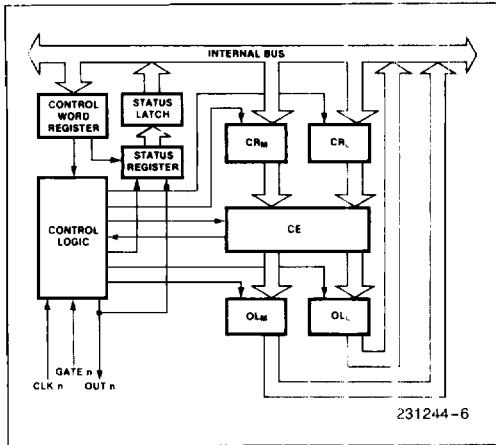 INTERNAL BUS
CONTROL
WORD
REGISTER
STATUS
LATCH
STATUS
REGISTER
CRM
CRL
CONTROL
LOGIC
CE
OLM
OLL
GATE n
CLK n
OUT n
231244-6